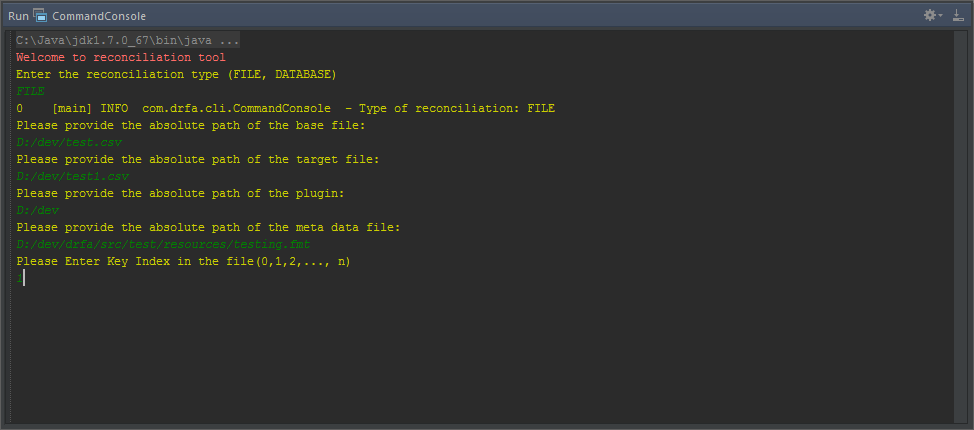 Run CommandConsole
C:\Java\jdk1.7.0_67\bin\java ...
Welcome to reconciliation tool
Enter the reconciliation type (FILE, DATABASE)
FILE
0    [main] INFO  com.drfa.cli.CommandConsole  - Type of reconciliation: FILE
Please provide the absolute path of the base file:
D:/dev/test.csv
Please provide the absolute path of the target file:
D:/dev/test1.csv
Please provide the absolute path of the plugin:
D:/dev
Please provide the absolute path of the meta data file:
D:/dev/drfa/src/test/resources/testing.fmt
Please Enter Key Index in the file(0,1,2,..., n)
1